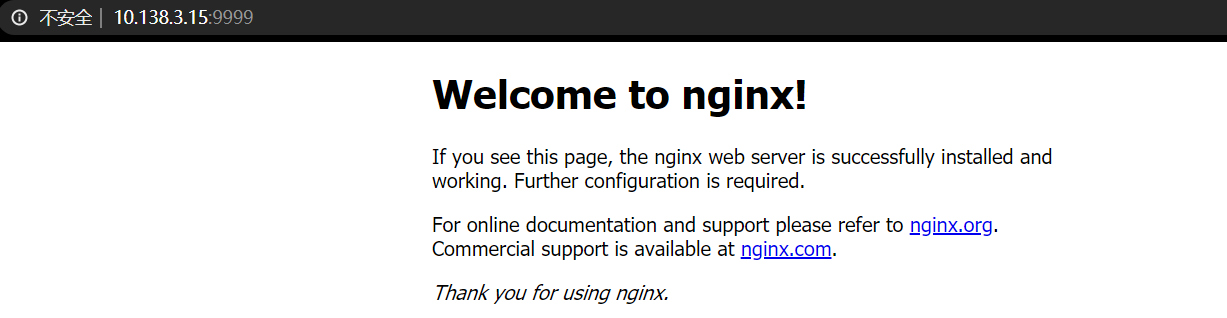 不安全 | 10.138.3.15:9999
Welcome to nginx!
If you see this page, the nginx web server is successfully installed and
working. Further configuration is required.
For online documentation and support please refer to nginx.org.
Commercial support is available at nginx.com.
Thank you for using nginx.